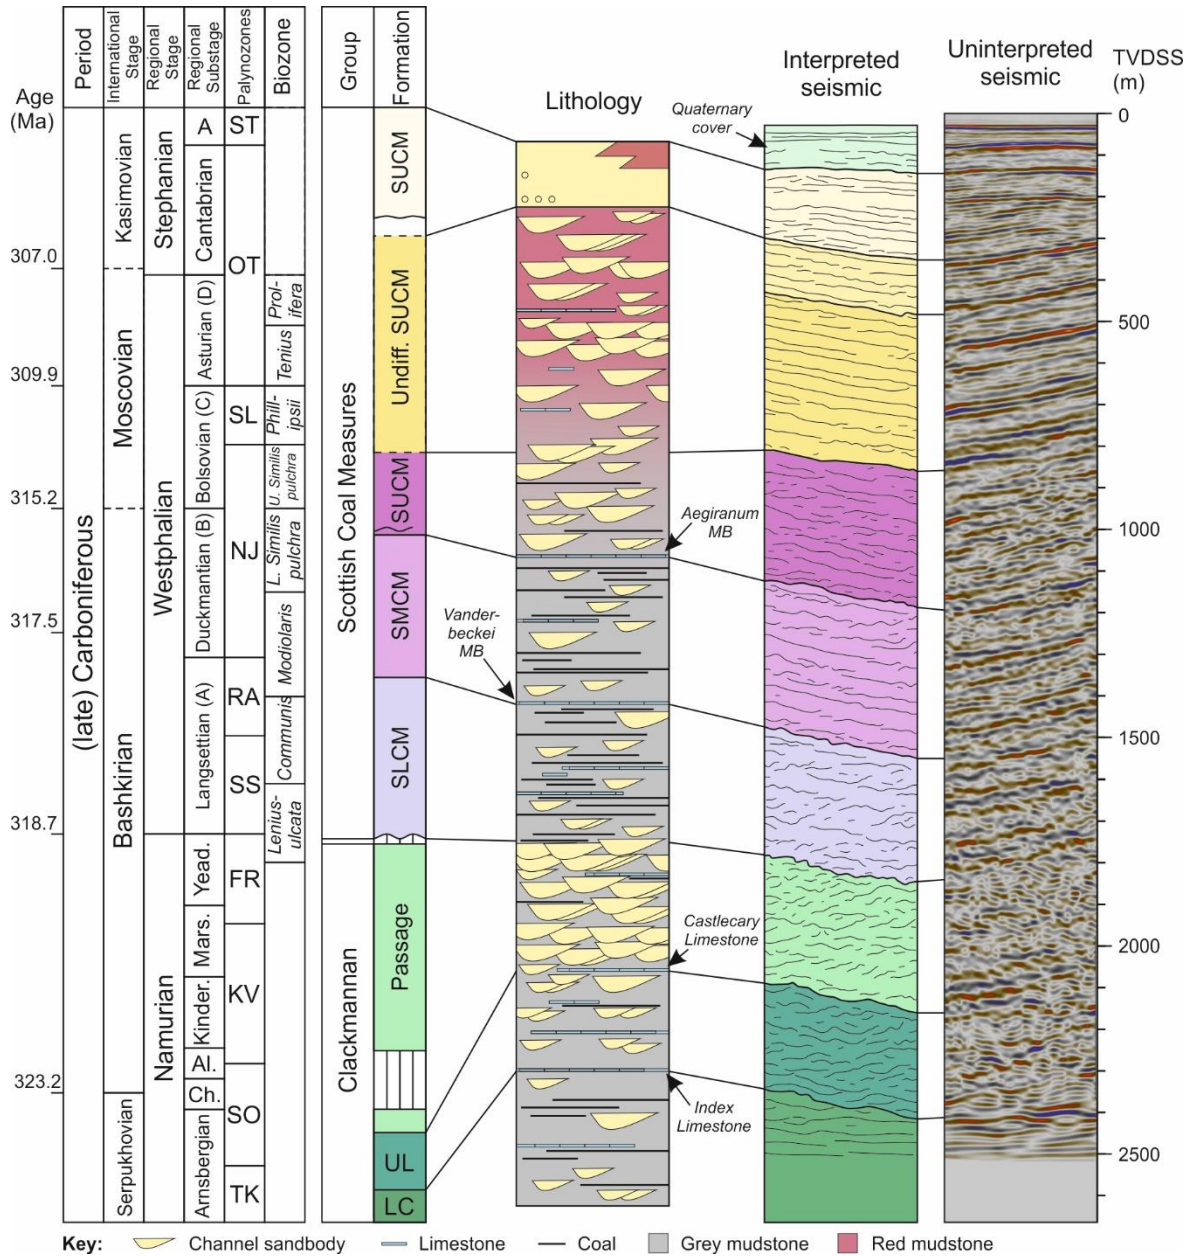 Age
(Ma)
307.0
309.9
315.2
317.5
318.7
323.2
Period
(late) Carboniferous
International
Stage
Kasimovian
Moscovian
Bashkirian
Serpukhovian
Regional
Stage
Stephanian
Westphalian
Namurian
Regional
Substage
A
Cantabrian
Asturian (D)
Bolsovian (C)
Duckmantian (B)
Langsettian (A)
Yead.
Mars.
Kinder.
Al.
Ch.
Arnsbergian
Palynozones
ST
OT
SL
NJ
RA
SS
FR
KV
SO
TK
Biozone
Prol-
ifera
Tenius
Phill-
ipsii
U. Similis
pulchra
L. Similis
pulchra
Modiolaris
Communis
Lenius-
ulcata
Group
Scottish Coal Measures
Clackmannan
Formation
SUCM
Undiff. SUCM
SUCM
SMCM
SLCM
Passage
UL
LC
Lithology
Vander-
beckei
MB
Aegiranum
MB
Castlecary
Limestone
Index
Limestone
Interpreted
seismic
Quaternary
cover
Uninterpreted
seismic
TVDSS
(m)
0
500
1000
1500
2000
2500
Key:
Channel sandbody
Limestone
Coal
Grey mudstone
Red mudstone